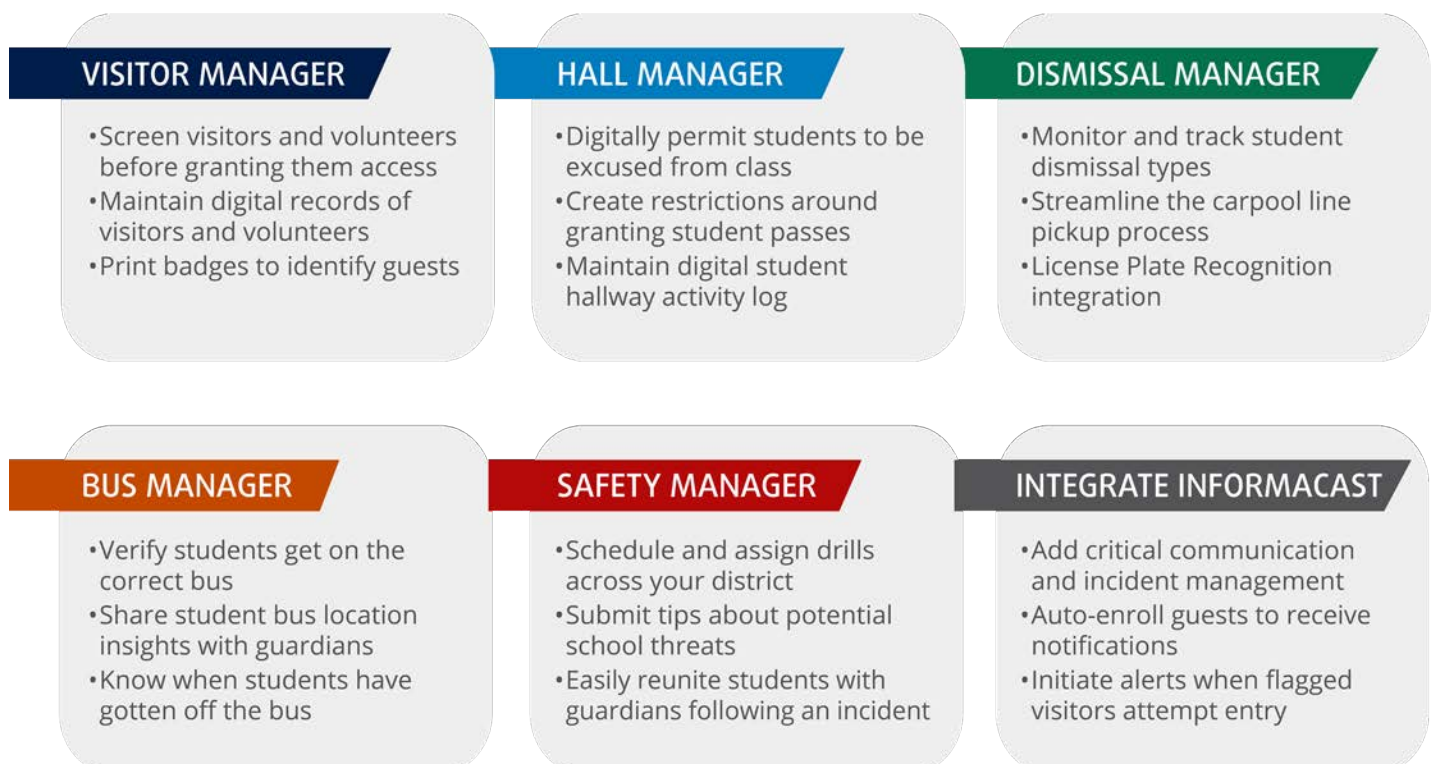 VISITOR MANAGER
•Screen visitors and volunteers
before granting them access
•Maintain digital records of
visitors and volunteers
•Print badges to identify guests
HALL MANAGER
•Digitally permit students to be
excused from class
•Create restrictions around
granting student passes
•Maintain digital student
hallway activity log
DISMISSAL MANAGER
•Monitor and track student
dismissal types
•Streamline the carpool line
pickup process
•License Plate Recognition
integration
BUS MANAGER
•Verify students get on the
correct bus
•Share student bus location
insights with guardians
•Know when students have
gotten off the bus
SAFETY MANAGER
•Schedule and assign drills
across your district
•Submit tips about potential
school threats
•Easily reunite students with
guardians following an incident
INTEGRATE INFORMACAST
•Add critical communication
and incident management
•Auto-enroll guests to receive
notifications
•Initiate alerts when flagged
visitors attempt entry